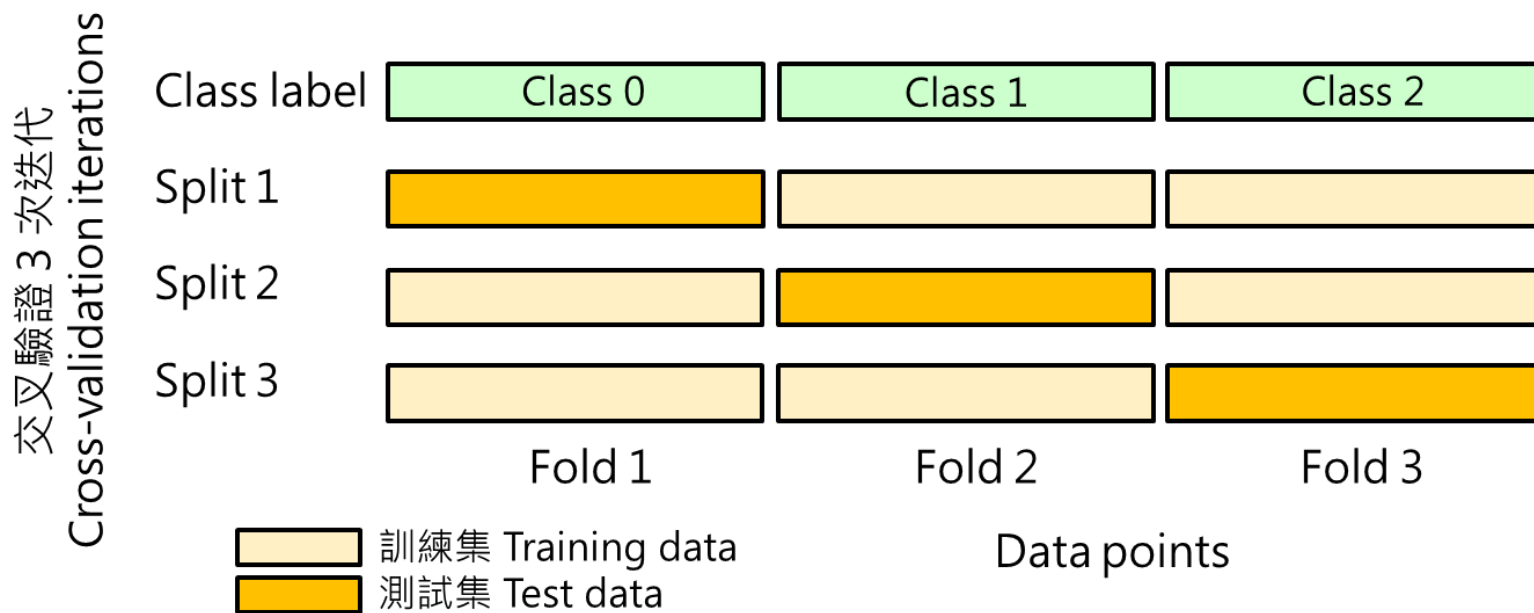 交叉驗證 3 次迭代
Cross-validation iterations
Class label
Class 0
Class 1
Class 2
Split 1
Split 2
Split 3
Fold 1
Fold 2
Fold 3
訓練集 Training data
測試集 Test data
Data points